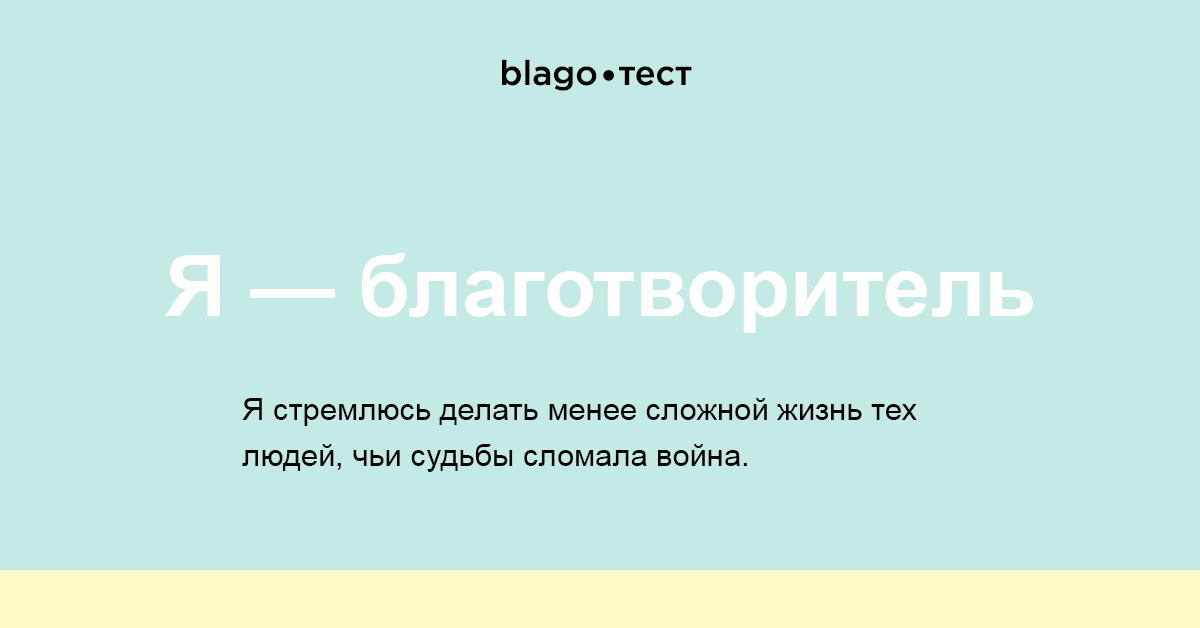 blago•тест
Я — благотворитель
Я стремлюсь делать менее сложной жизнь тех
людей, чьи судьбы сломала война.